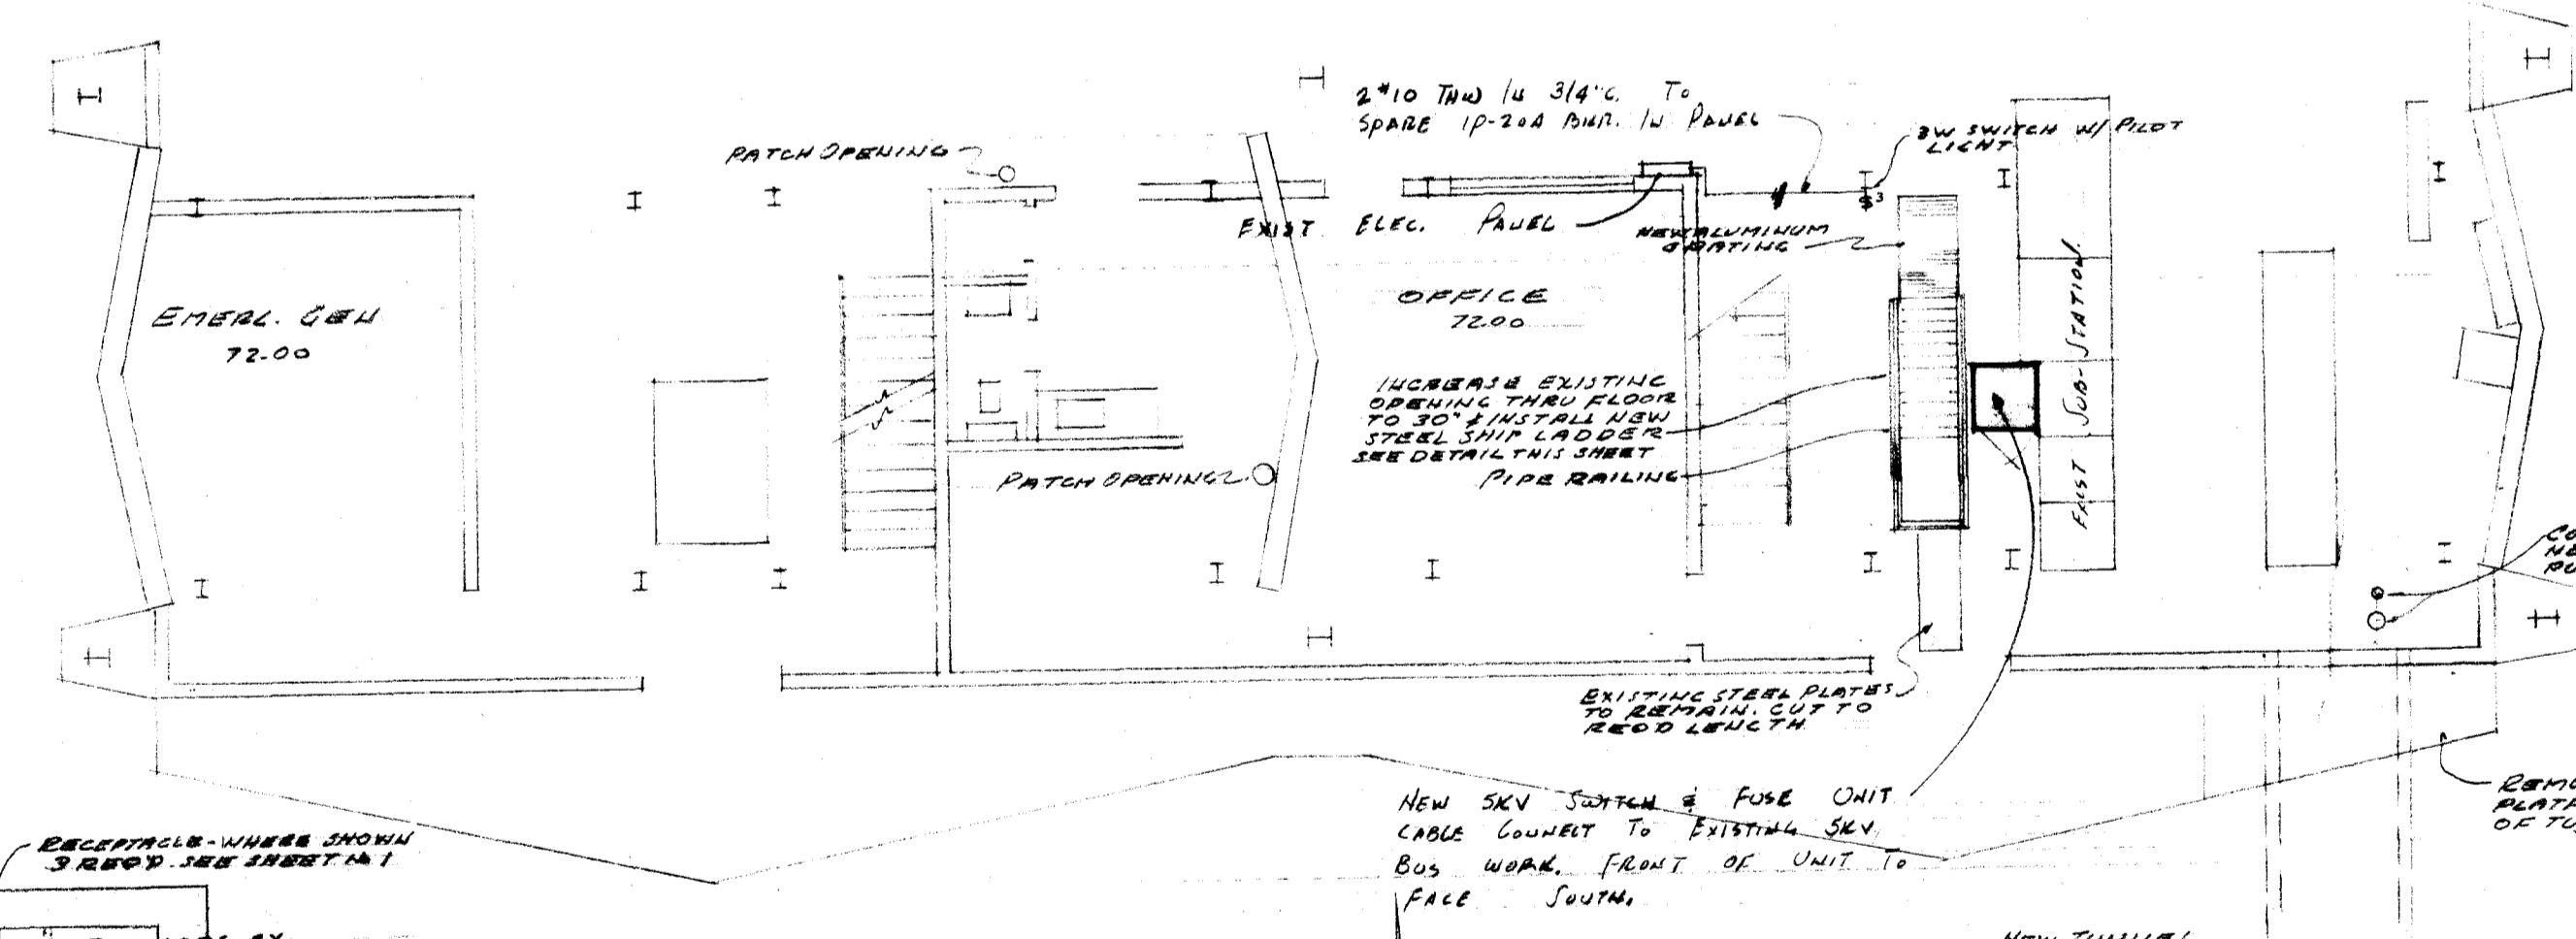 2 #10 THW IN 3/4" C. TO
SPARE 1P-20A BKR. IN PANEL
3W SWITCH W/ PILOT
LIGHT
PATCH OPENING
$3
EXIST ELEC. PANEL
NEW ALUMINUM
GRATING
EMERG. GEN
72.00
OFFICE
72.00
INCREASE EXISTING
OPENING THRU FLOOR
TO 30" & INSTALL NEW
STEEL SHIP LADDER
SEE DETAIL THIS SHEET
PIPE RAILING
SUB-STATION
PATCH OPENING
EXISTING STEEL PLATES
TO REMAIN. CUT TO
REQ'D LENGTH
NEW 5KV SWITCH & FUSE UNIT
CABLE CONNECT TO EXISTING 5KV
BUS WORK. FRONT OF UNIT TO
FACE SOUTH.
RECEPTACLE-WHERE SHOWN
3 REQ'D. SEE SHEET No 1
OF